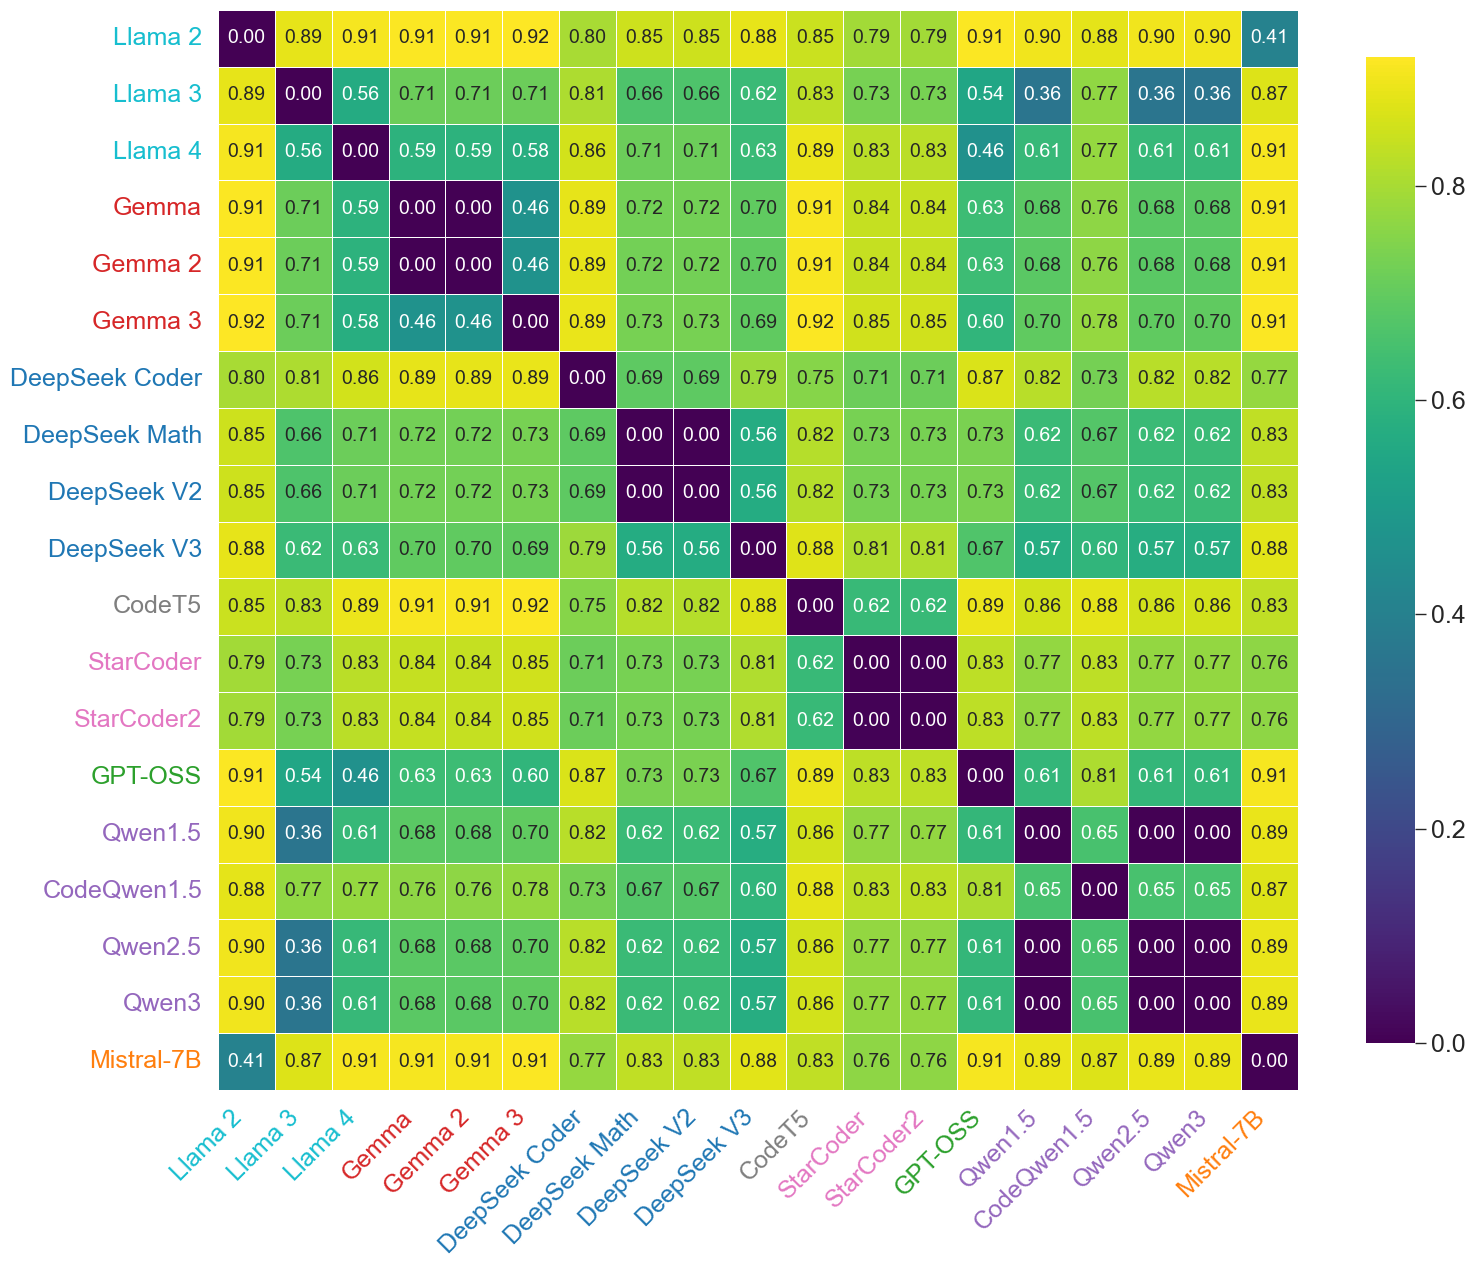 Llama 2 0.00 0.89 0.91 0.91 0.91 0.92 0.80 0.85 0.85 0.88 0.85 0.79 0.79 0.91 0.90 0.88 0.90 0.90 0.41
Llama 3 0.89 0.00 0.56 0.71 0.71 0.71 0.81 0.66 0.66 0.62 0.83 0.73 0.73 0.54 0.36 0.77 0.36 0.36 0.87
Llama 4 0.91 0.56 0.00 0.59 0.59 0.58 0.86 0.71 0.71 0.63 0.89 0.83 0.83 0.46 0.61 0.77 0.61 0.61 0.91
0.8
Gemma 0.91 0.71 0.59 0.00 0.00 0.46 0.89 0.72 0.72 0.70 0.91 0.84 0.84 0.63 0.68 0.76 0.68 0.68 0.91
Gemma 2 0.91 0.71 0.59 0.00 0.00 0.46 0.89 0.72 0.72 0.70 0.91 0.84 0.84 0.63 0.68 0.76 0.68 0.68 0.91
Gemma 3 0.92 0.71 0.58 0.46 0.46 0.00 0.89 0.73 0.73 0.69 0.92 0.85 0.85 0.60 0.70 0.78 0.70 0.70 0.91
DeepSeek Coder 0.80 0.81 0.86 0.89 0.89 0.89 0.00 0.69 0.69 0.79 0.75 0.71 0.71 0.87 0.82 0.73 0.82 0.82 0.77
0.6
DeepSeek Math 0.85 0.66 0.71 0.72 0.72 0.73 0.69 0.00 0.00 0.56 0.82 0.73 0.73 0.73 0.62 0.67 0.62 0.62 0.83
DeepSeek V2 0.85 0.66 0.71 0.72 0.72 0.73 0.69 0.00 0.00 0.56 0.82 0.73 0.73 0.73 0.62 0.67 0.62 0.62 0.83
DeepSeek V3 0.88 0.62 0.63 0.70 0.70 0.69 0.79 0.56 0.56 0.00 0.88 0.81 0.81 0.67 0.57 0.60 0.57 0.57 0.88
CodeT5 0.85 0.83 0.89 0.91 0.91 0.92 0.75 0.82 0.82 0.88 0.00 0.62 0.62 0.89 0.86 0.88 0.86 0.86 0.83
0.4
StarCoder 0.79 0.73 0.83 0.84 0.84 0.85 0.71 0.73 0.73 0.81 0.62 0.00 0.00 0.83 0.77 0.83 0.77 0.77 0.76
StarCoder2 0.79 0.73 0.83 0.84 0.84 0.85 0.71 0.73 0.73 0.81 0.62 0.00 0.00 0.83 0.77 0.83 0.77 0.77 0.76
GPT-OSS 0.91 0.54 0.46 0.63 0.63 0.60 0.87 0.73 0.73 0.67 0.89 0.83 0.83 0.00 0.61 0.81 0.61 0.61 0.91
Qwen1.5 0.90 0.36 0.61 0.68 0.68 0.70 0.82 0.62 0.62 0.57 0.86 0.77 0.77 0.61 0.00 0.65 0.00 0.00 0.89
0.2
CodeQwen1.5 0.88 0.77 0.77 0.76 0.76 0.78 0.73 0.67 0.67 0.60 0.88 0.83 0.83 0.81 0.65 0.00 0.65 0.65 0.87
Qwen2.5 0.90 0.36 0.61 0.68 0.68 0.70 0.82 0.62 0.62 0.57 0.86 0.77 0.77 0.61 0.00 0.65 0.00 0.00 0.89
Qwen3 0.90 0.36 0.61 0.68 0.68 0.70 0.82 0.62 0.62 0.57 0.86 0.77 0.77 0.61 0.00 0.65 0.00 0.00 0.89
Mistral-7B 0.41 0.87 0.91 0.91 0.91 0.91 0.77 0.83 0.83 0.88 0.83 0.76 0.76 0.91 0.89 0.87 0.89 0.89 0.00
0.0
Llama 2
Llama 3
Llama 4
Gemma
Gemma 2
Gemma 3
DeepSeek Coder
DeepSeek Math
DeepSeek V2
DeepSeek V3
CodeT5
StarCoder
StarCoder2
GPT-OSS
Qwen1.5
CodeQwen1.5
Qwen2.5
Qwen3
Mistral-7B